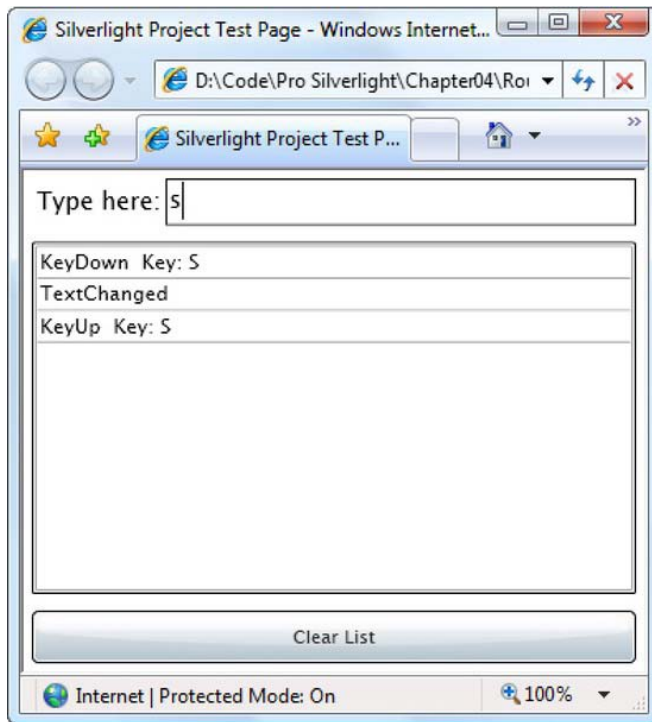 Silverlight Project Test Page - Windows Internet...
D:\Code\Pro Silverlight\Chapter04\Rou
Silverlight Project Test P...
Type here: s
KeyDown Key: S
TextChanged
KeyUp Key: S
Clear List
Internet | Protected Mode: On
100%